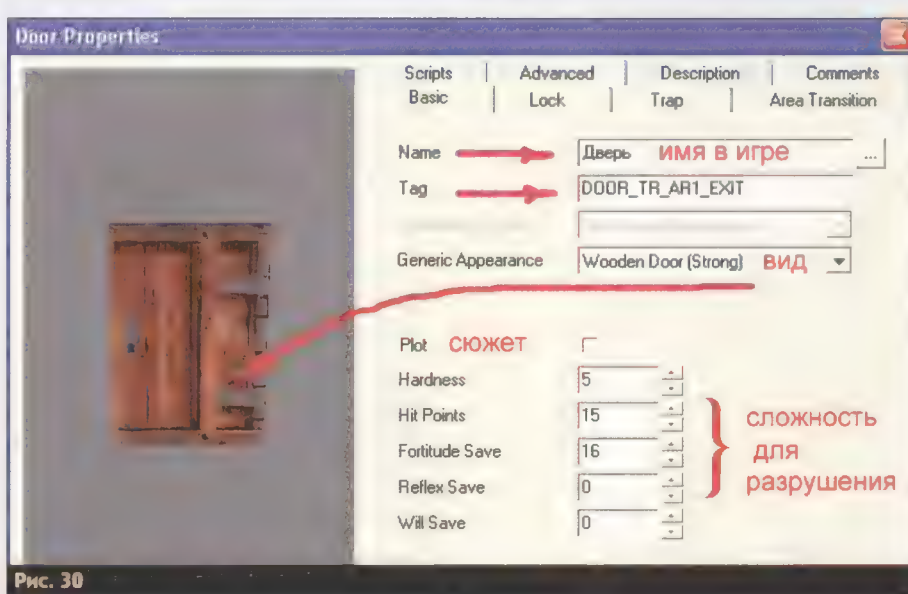 Door Properties
Scripts | Advanced | Description | Comments
Basic | Lock | Trap | Area Transition
Name Дверь имя в игре ...
Tag DOOR_TR_AR1_EXIT
Generic Appearance Wooden Door (Strong) вид
Plot сюжет
Hardness 5
Hit Points 15
Fortitude Save 16
Reflex Save 0
Will Save 0
сложность
для
разрушения
Рис. 30